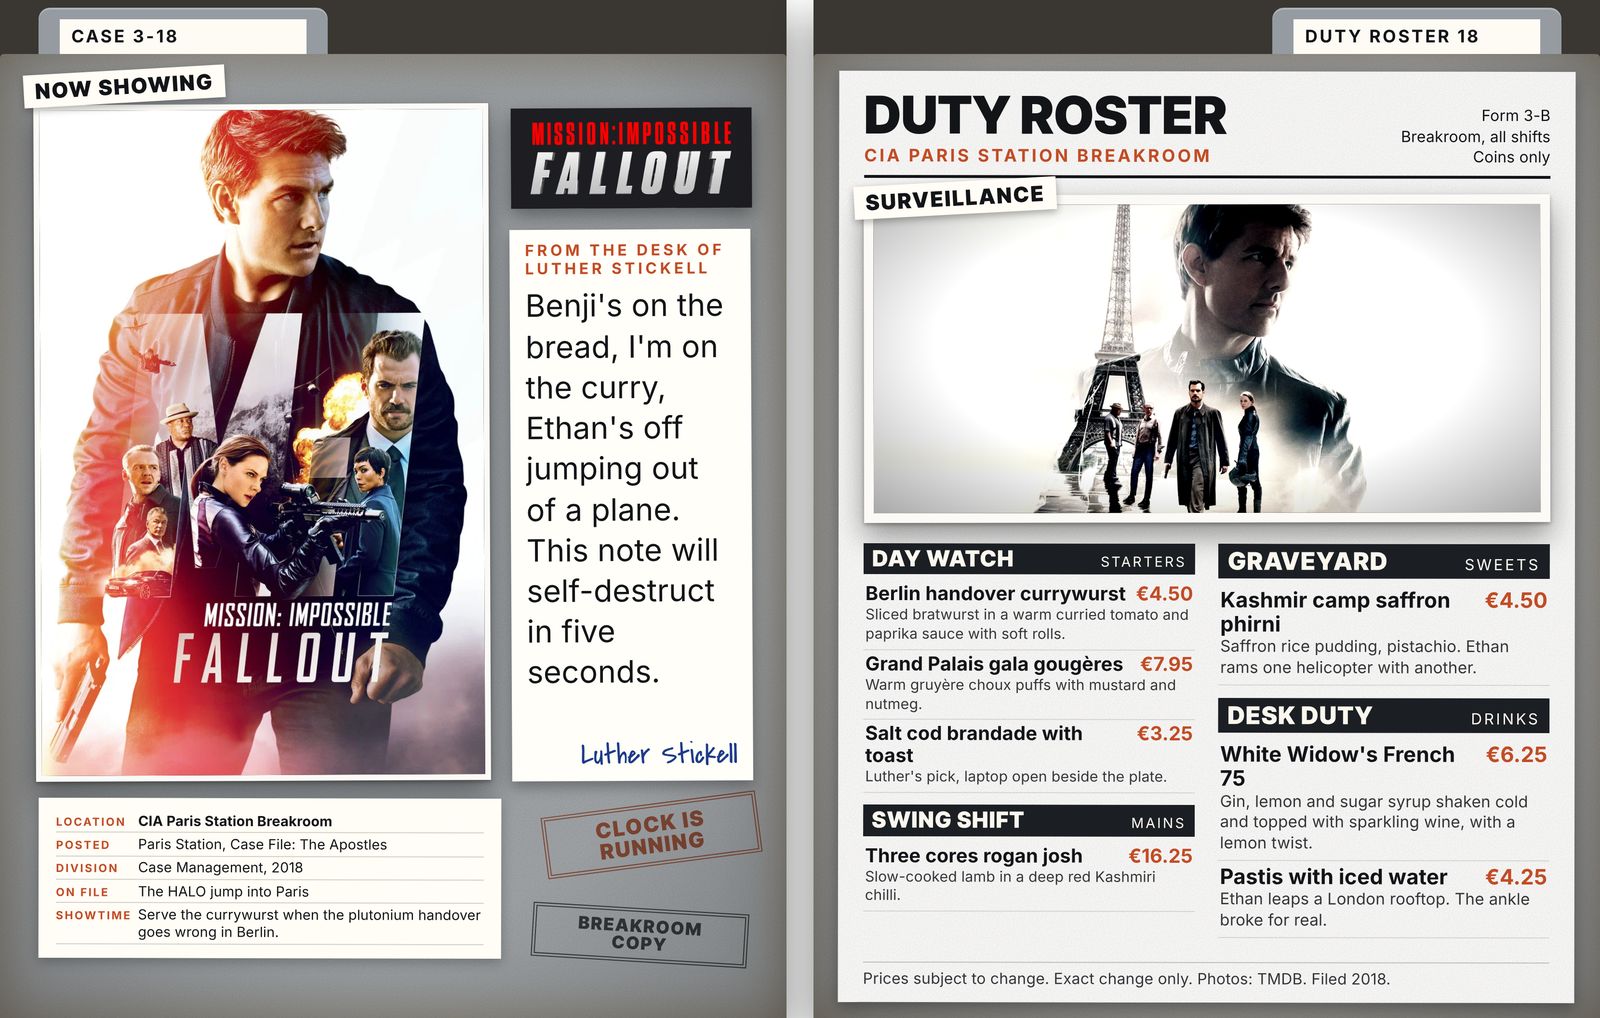 CASE 3-18
NOW SHOWING
MISSION: IMPOSSIBLE
FALLOUT
MISSION:IMPOSSIBLE
FALLOUT
FROM THE DESK OF
LUTHER STICKELL
Benji's on the
bread, I'm on
the curry,
Ethan's off
jumping out
of a plane.
This note will
self-destruct
in five
seconds.
Luther Stickell
LOCATION CIA Paris Station Breakroom
POSTED Paris Station, Case File: The Apostles
DIVISION Case Management, 2018
ON FILE The HALO jump into Paris
SHOWTIME Serve the currywurst when the plutonium handover
goes wrong in Berlin.
CLOCK IS
RUNNING
BREAKROOM
COPY
DUTY ROSTER 18
DUTY ROSTER
CIA PARIS STATION BREAKROOM
Form 3-B
Breakroom, all shifts
Coins only
SURVEILLANCE
DAY WATCH STARTERS
Berlin handover currywurst €4.50
Sliced bratwurst in a warm curried tomato and
paprika sauce with soft rolls.
Grand Palais gala gougères €7.95
Warm gruyère choux puffs with mustard and
nutmeg.
Salt cod brandade with
toast €3.25
Luther's pick, laptop open beside the plate.
SWING SHIFT MAINS
Three cores rogan josh €16.25
Slow-cooked lamb in a deep red Kashmiri
chilli.
GRAVEYARD SWEETS
Kashmir camp saffron
phirni €4.50
Saffron rice pudding, pistachio. Ethan
rams one helicopter with another.
DESK DUTY DRINKS
White Widow's French
75 €6.25
Gin, lemon and sugar syrup shaken cold
and topped with sparkling wine, with a
lemon twist.
Pastis with iced water €4.25
Ethan leaps a London rooftop. The ankle
broke for real.
Prices subject to change. Exact change only. Photos: TMDB. Filed 2018.